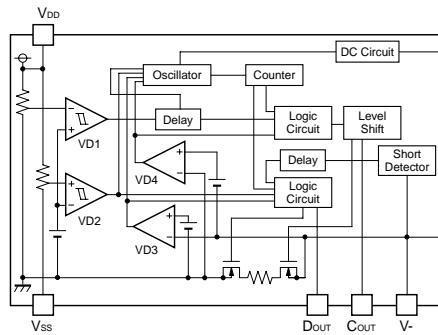 VDD
DC Circuit
Oscillator
Counter
Delay
Logic
Circuit
Level
Shift
VD1
VD4
Delay
Short
Detector
Logic
Circuit
VD2
VD3
VSS
DOUT
COUT
V-
+
-
+
-
+
-
+
-